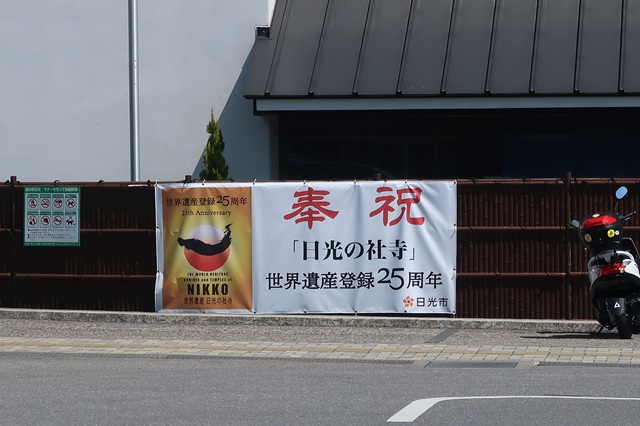 世界遺産登録25周年
25th Anniversary
THE WORLD HERITAGE
SHRINES and TEMPLES of
NIKKO
世界遺産 日光の社寺
奉祝
「日光の社寺」
世界遺産登録25周年
日光市